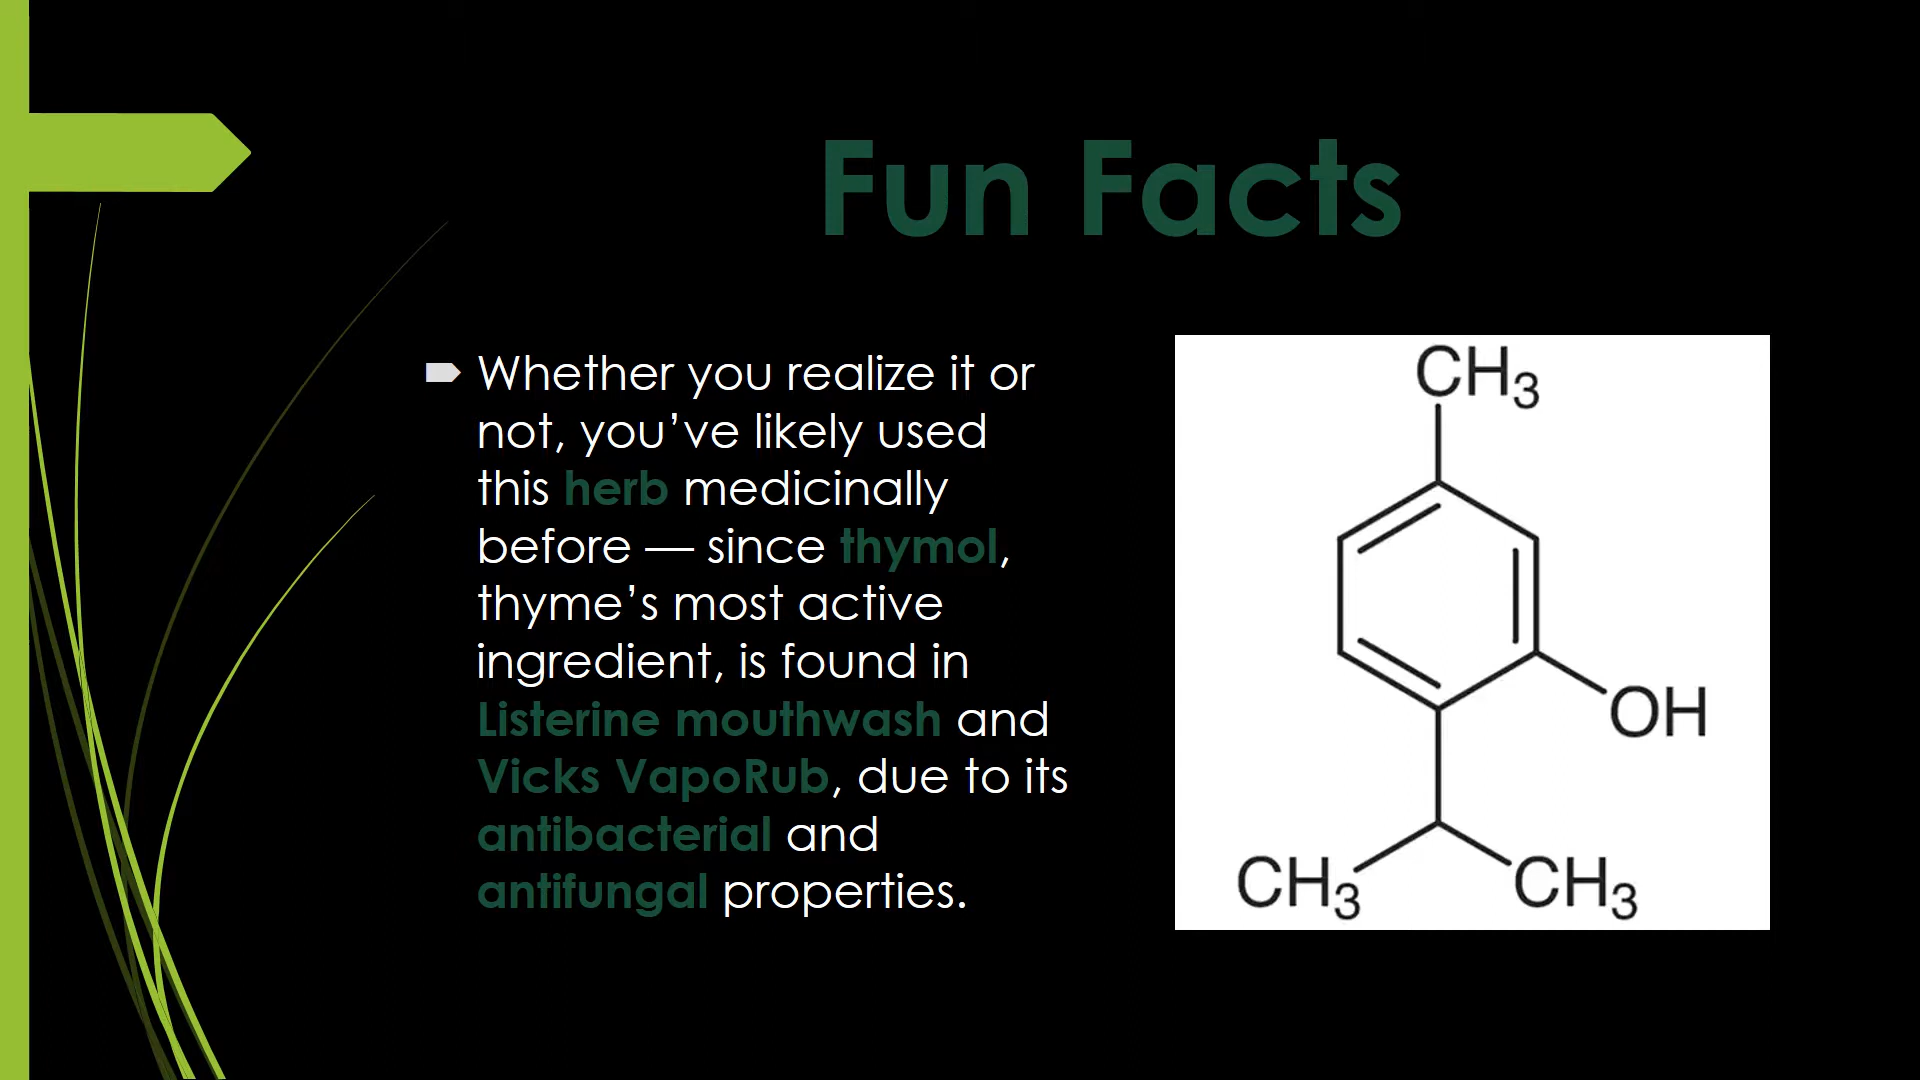 Fun Facts
Whether you realize it or
not, you’ve likely used
this herb medicinally
before — since thymol,
thyme’s most active
ingredient, is found in
Listerine mouthwash and
Vicks VapoRub, due to its
antibacterial and
antifungal properties.
CH₃
OH
CH₃ CH₃